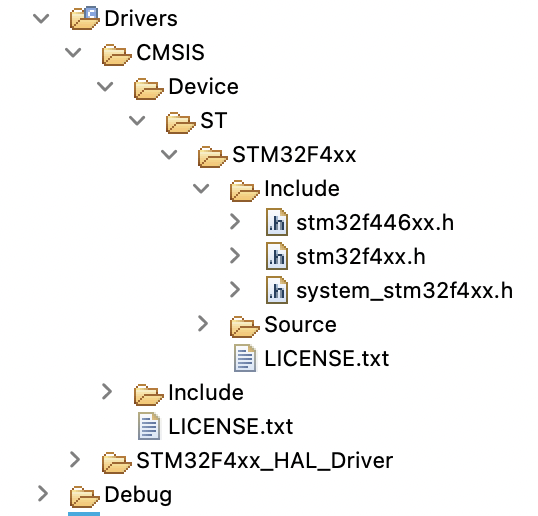 Drivers
CMSIS
Device
ST
STM32F4xx
Include
.h stm32f446xx.h
.h stm32f4xx.h
.h system_stm32f4xx.h
Source
LICENSE.txt
Include
LICENSE.txt
STM32F4xx_HAL_Driver
Debug